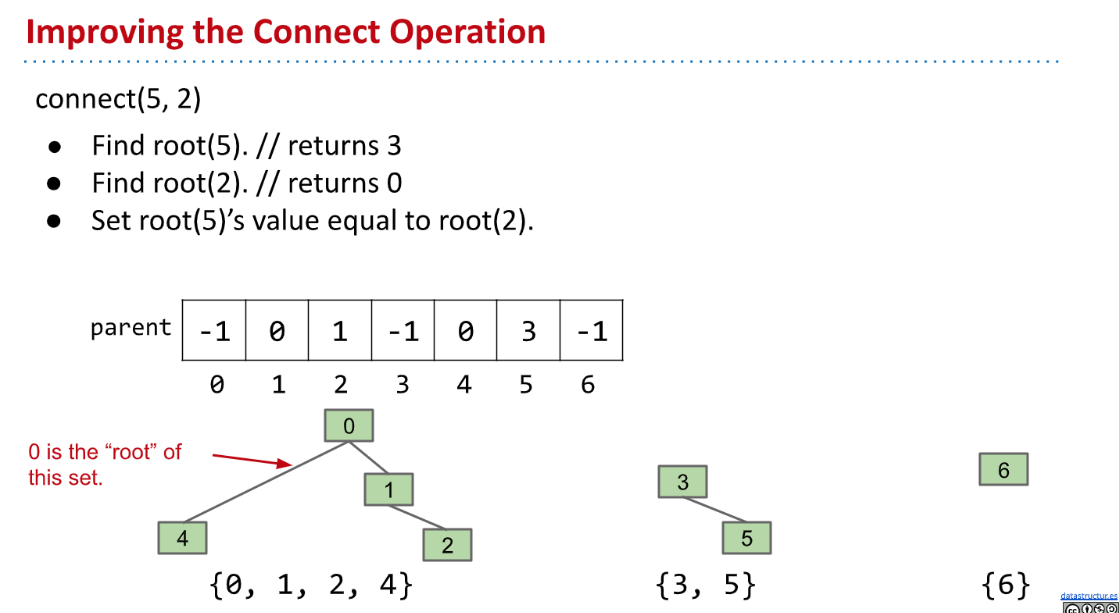 Improving the Connect Operation
connect(5, 2)
● Find root(5). // returns 3
● Find root(2). // returns 0
● Set root(5)’s value equal to root(2).
parent -1 0 1 -1 0 3 -1
0 1 2 3 4 5 6
0 is the “root” of
this set.
0
1
4
2
3
5
6
{0, 1, 2, 4}
{3, 5}
{6}
datastructur.es